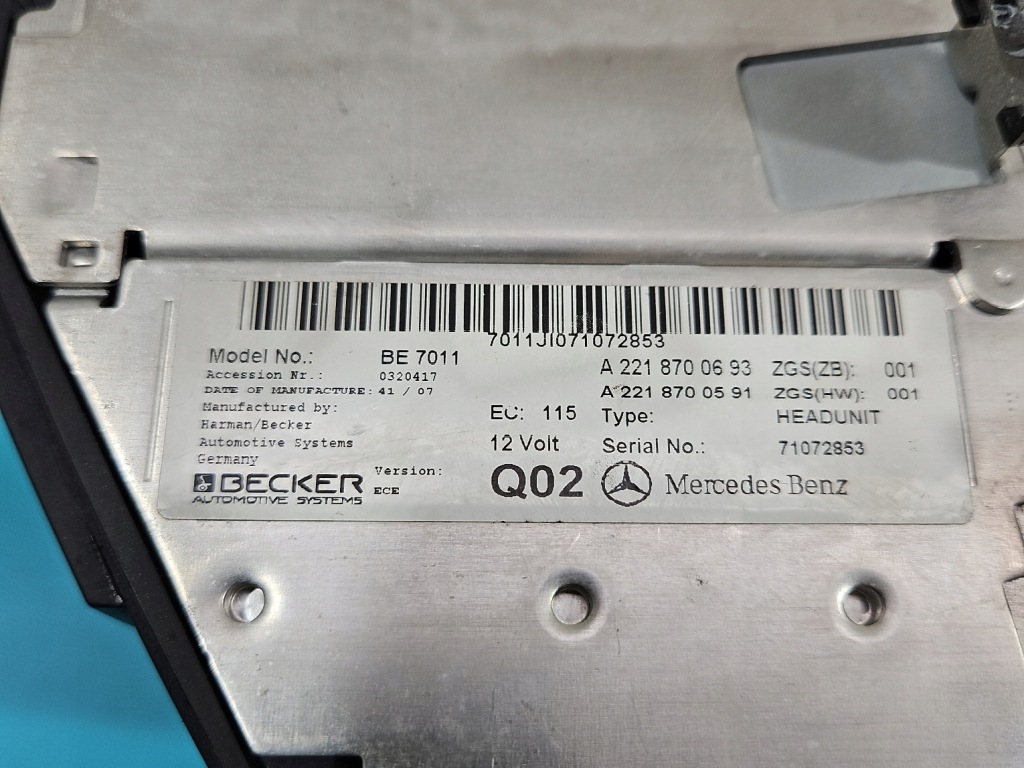 7011JI071072853
Model No.: BE 7011
A 221 870 06 93 ZGS(ZB): 001
Accession Nr.: 0320417
DATE OF MANUFACTURE: 41 / 07
A 221 870 05 91 ZGS(HW): 001
Manufactured by:
EC: 115 Type: HEADUNIT
Harman/Becker
Automotive Systems
12 Volt Serial No.: 71072853
Germany
Version:
BECKER
ECE
Q02 Mercedes Benz
AUTOMOTIVE SYSTEMS